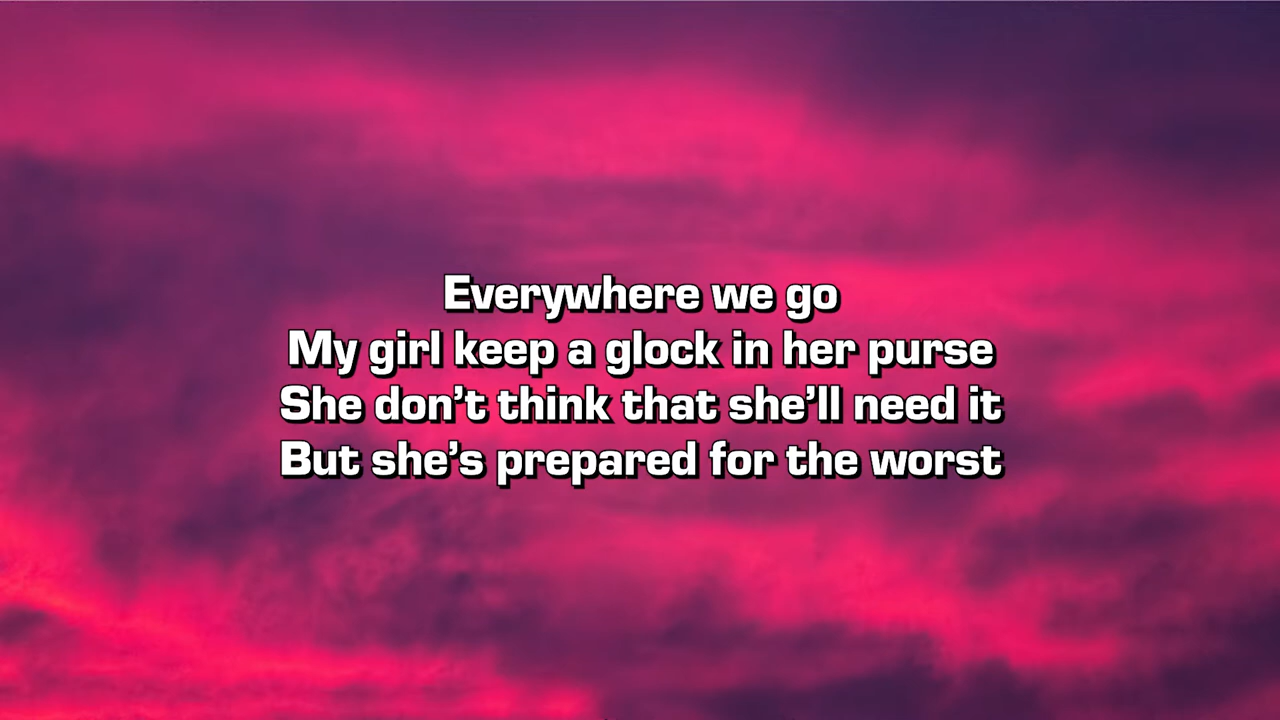 Everywhere we go
My girl keep a glock in her purse
She don’t think that she’ll need it
But she’s prepared for the worst